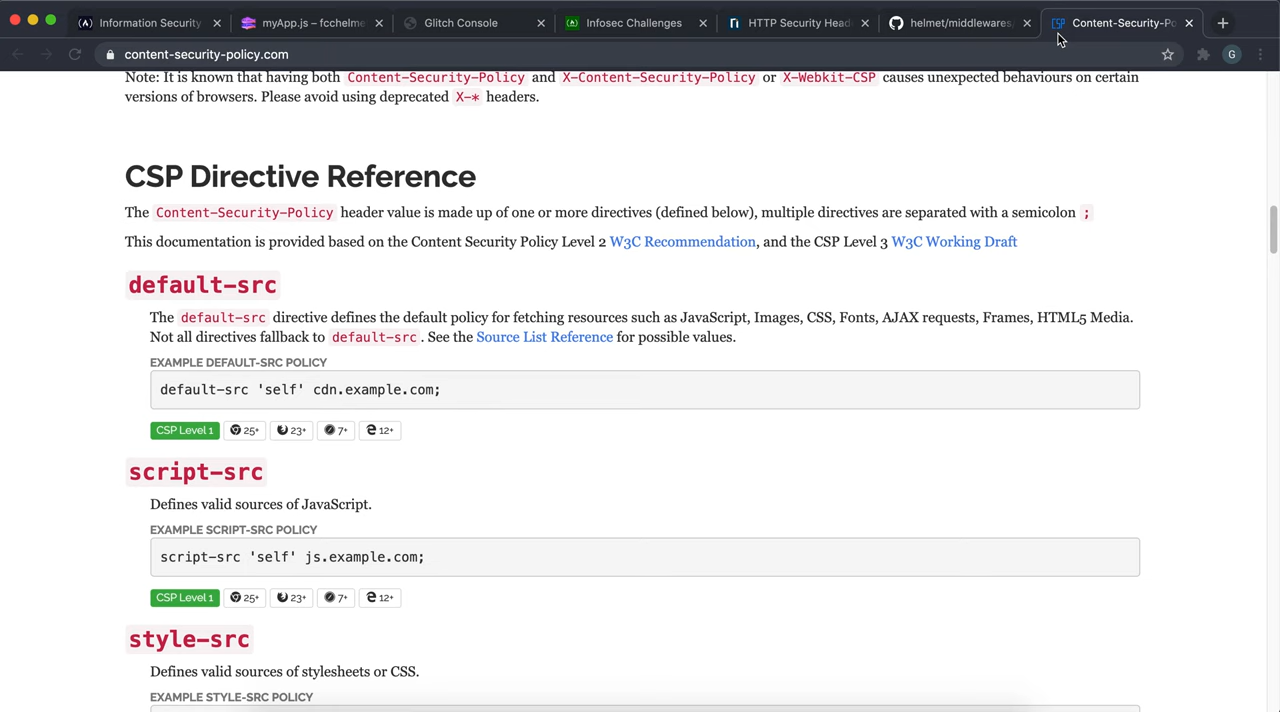 Information Security
myApp.js – fcchelme
Glitch Console
Infosec Challenges
HTTP Security Head
helmet/middlewares
Content-Security-Po
content-security-policy.com
G
Note: It is known that having both Content-Security-Policy and X-Content-Security-Policy or X-Webkit-CSP causes unexpected behaviours on certain
versions of browsers. Please avoid using deprecated X-* headers.
CSP Directive Reference
The Content-Security-Policy header value is made up of one or more directives (defined below), multiple directives are separated with a semicolon ;
This documentation is provided based on the Content Security Policy Level 2 W3C Recommendation, and the CSP Level 3 W3C Working Draft
default-src
The default-src directive defines the default policy for fetching resources such as JavaScript, Images, CSS, Fonts, AJAX requests, Frames, HTML5 Media.
Not all directives fallback to default-src. See the Source List Reference for possible values.
EXAMPLE DEFAULT-SRC POLICY
default-src 'self' cdn.example.com;
CSP Level 1 25+ 23+ 7+ 12+
script-src
Defines valid sources of JavaScript.
EXAMPLE SCRIPT-SRC POLICY
script-src 'self' js.example.com;
CSP Level 1 25+ 23+ 7+ 12+
style-src
Defines valid sources of stylesheets or CSS.
EXAMPLE STYLE-SRC POLICY